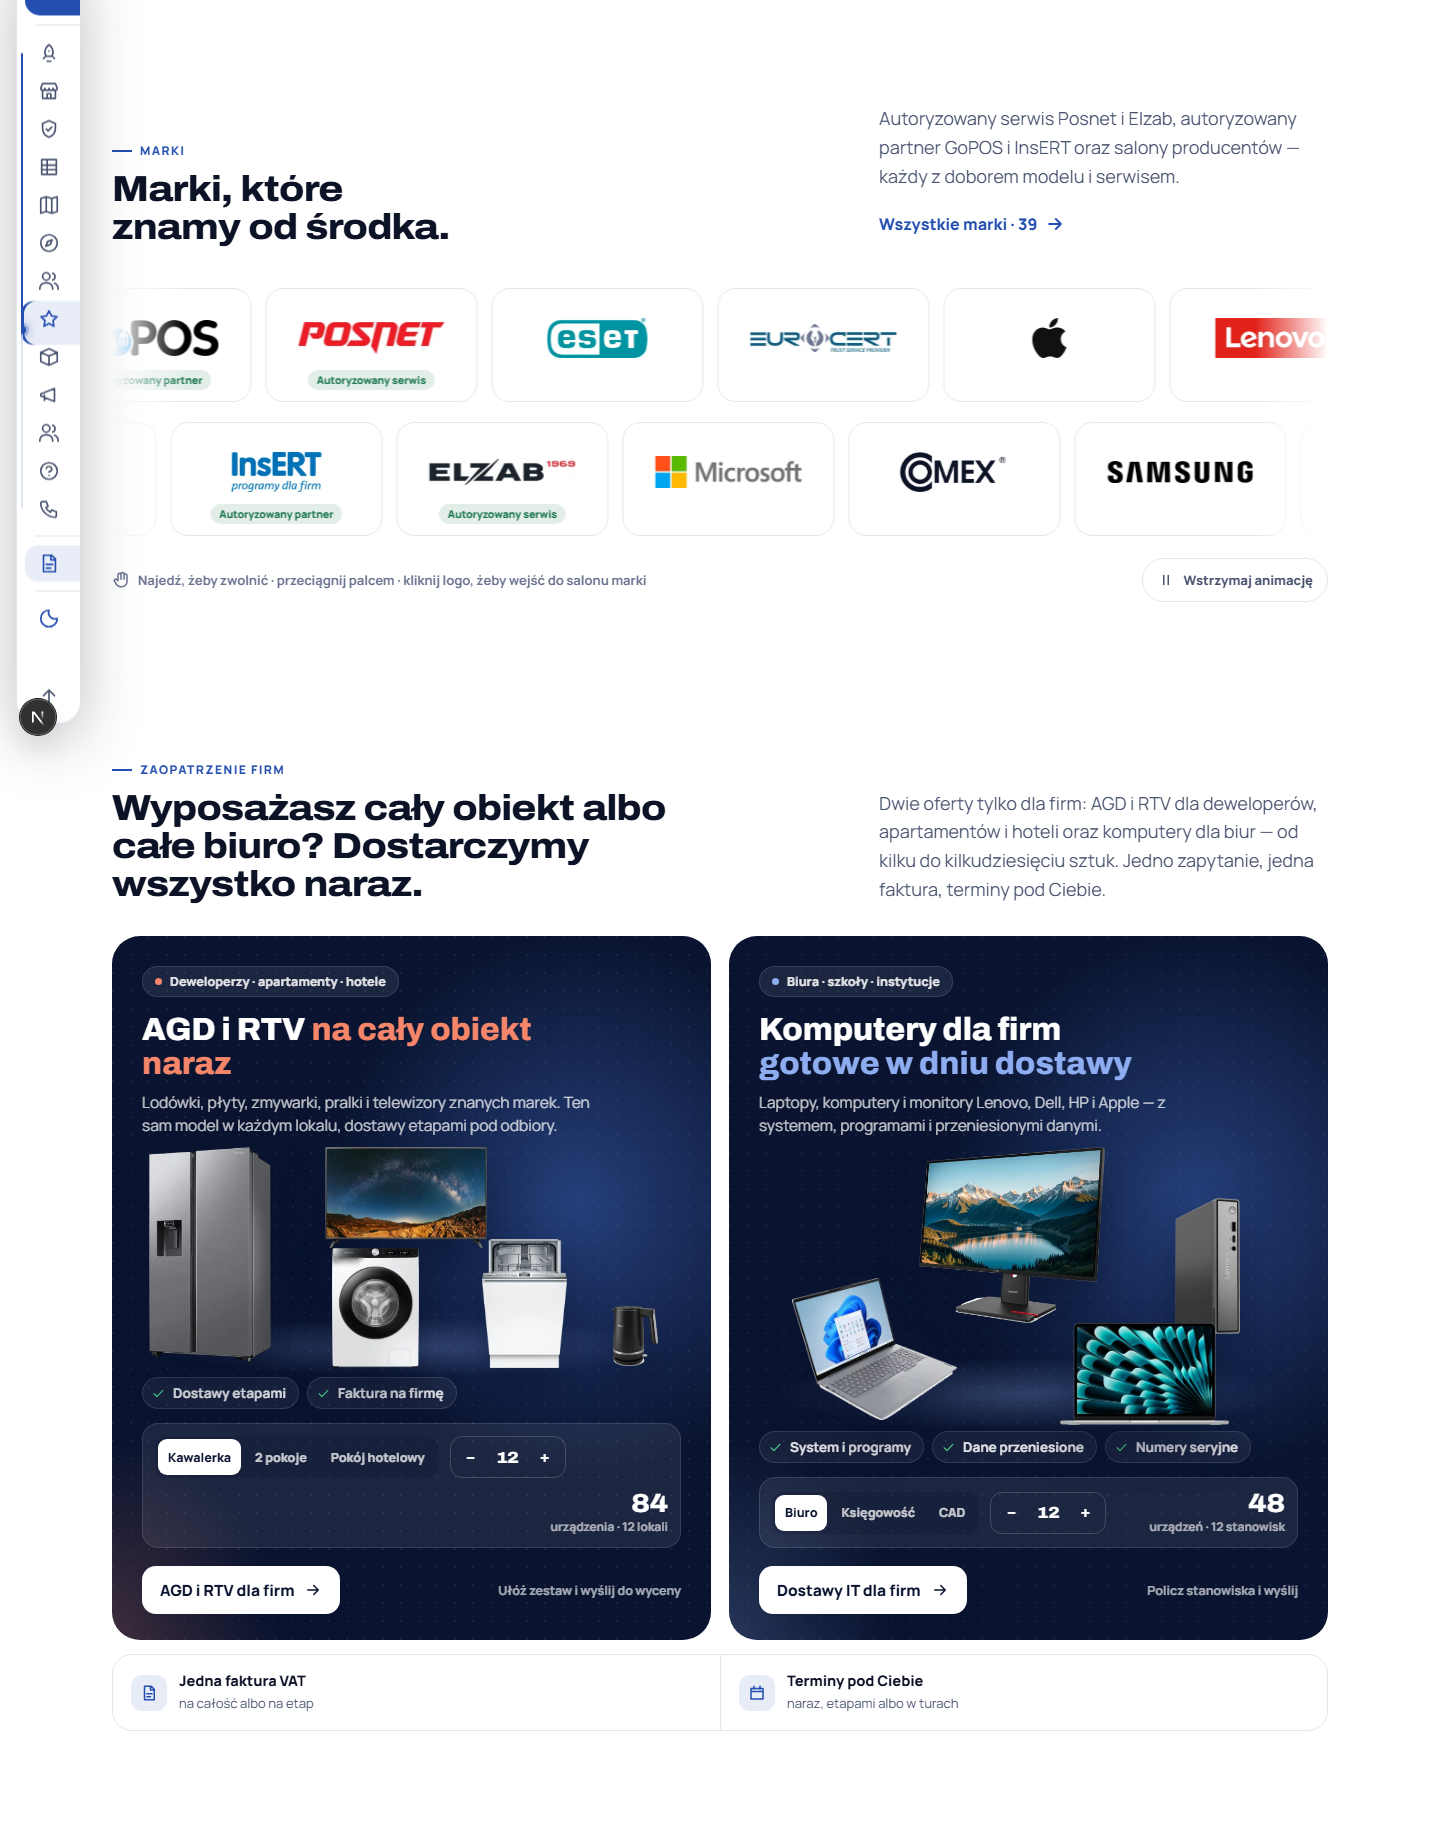 MARKI
Marki, które
znamy od środka.
Autoryzowany serwis Posnet i Elzab, autoryzowany
partner GoPOS i InsERT oraz salony producentów —
każdy z doborem modelu i serwisem.
Wszystkie marki · 39
POS
POSNET
eseT
EUROCERT
TRUST SERVICE PROVIDER
Lenovo
partner
Autoryzowany serwis
InsERT
programy dla firm
ELZAB 1969
Microsoft
COMEX
SAMSUNG
Autoryzowany partner
Autoryzowany serwis
Najedź, żeby zwolnić · przeciągnij palcem · kliknij logo, żeby wejść do salonu marki
Wstrzymaj animację
N
ZAOPATRZENIE FIRM
Wyposażasz cały obiekt albo
całe biuro? Dostarczymy
wszystko naraz.
Dwie oferty tylko dla firm: AGD i RTV dla deweloperów,
apartamentów i hoteli oraz komputery dla biur — od
kilku do kilkudziesięciu sztuk. Jedno zapytanie, jedna
faktura, terminy pod Ciebie.
Deweloperzy · apartamenty · hotele
AGD i RTV na cały obiekt
naraz
Lodówki, płyty, zmywarki, pralki i telewizory znanych marek. Ten
sam model w każdym lokalu, dostawy etapami pod odbiory.
Dostawy etapami
Faktura na firmę
Kawalerka
2 pokoje
Pokój hotelowy
− 12 +
84
urządzenia · 12 lokali
AGD i RTV dla firm
Ułóż zestaw i wyślij do wyceny
Biura · szkoły · instytucje
Komputery dla firm
gotowe w dniu dostawy
Laptopy, komputery i monitory Lenovo, Dell, HP i Apple — z
systemem, programami i przeniesionymi danymi.
System i programy
Dane przeniesione
Numery seryjne
Biuro
Księgowość
CAD
− 12 +
48
urządzeń · 12 stanowisk
Dostawy IT dla firm
Policz stanowiska i wyślij
Jedna faktura VAT
na całość albo na etap
Terminy pod Ciebie
naraz, etapami albo w turach